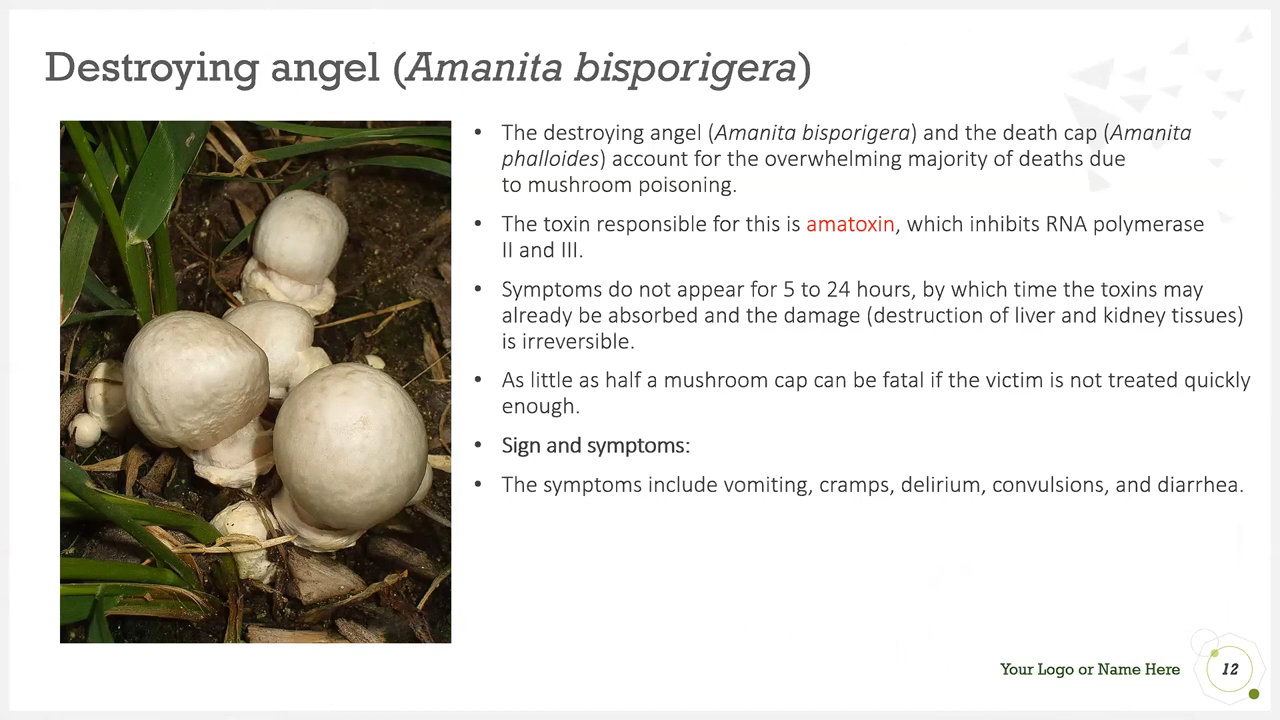 Destroying angel (Amanita bisporigera)
• The destroying angel (Amanita bisporigera) and the death cap (Amanita
phalloides) account for the overwhelming majority of deaths due
to mushroom poisoning.
• The toxin responsible for this is amatoxin, which inhibits RNA polymerase
II and III.
• Symptoms do not appear for 5 to 24 hours, by which time the toxins may
already be absorbed and the damage (destruction of liver and kidney tissues)
is irreversible.
• As little as half a mushroom cap can be fatal if the victim is not treated quickly
enough.
• Sign and symptoms:
• The symptoms include vomiting, cramps, delirium, convulsions, and diarrhea.
Your Logo or Name Here
12